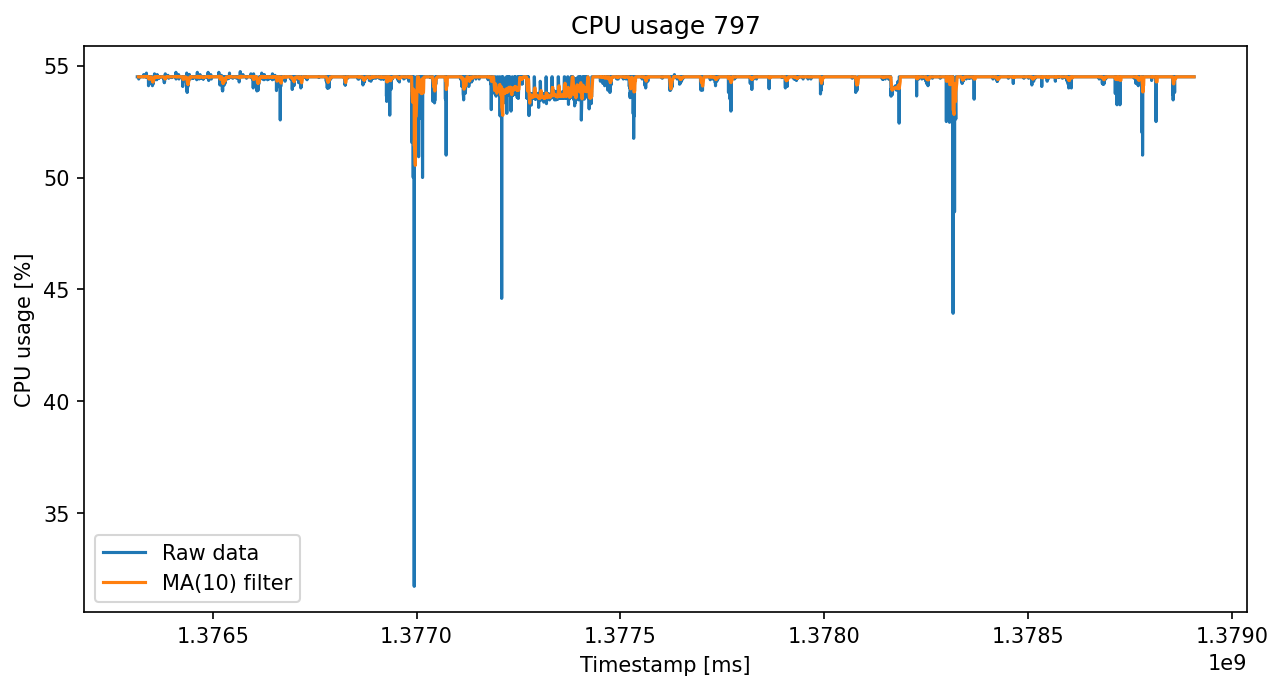 CPU usage 797
CPU usage [%]
55
50
45
40
35
Raw data
MA(10) filter
1.3765 1.3770 1.3775 1.3780 1.3785 1.3790
1e9
Timestamp [ms]